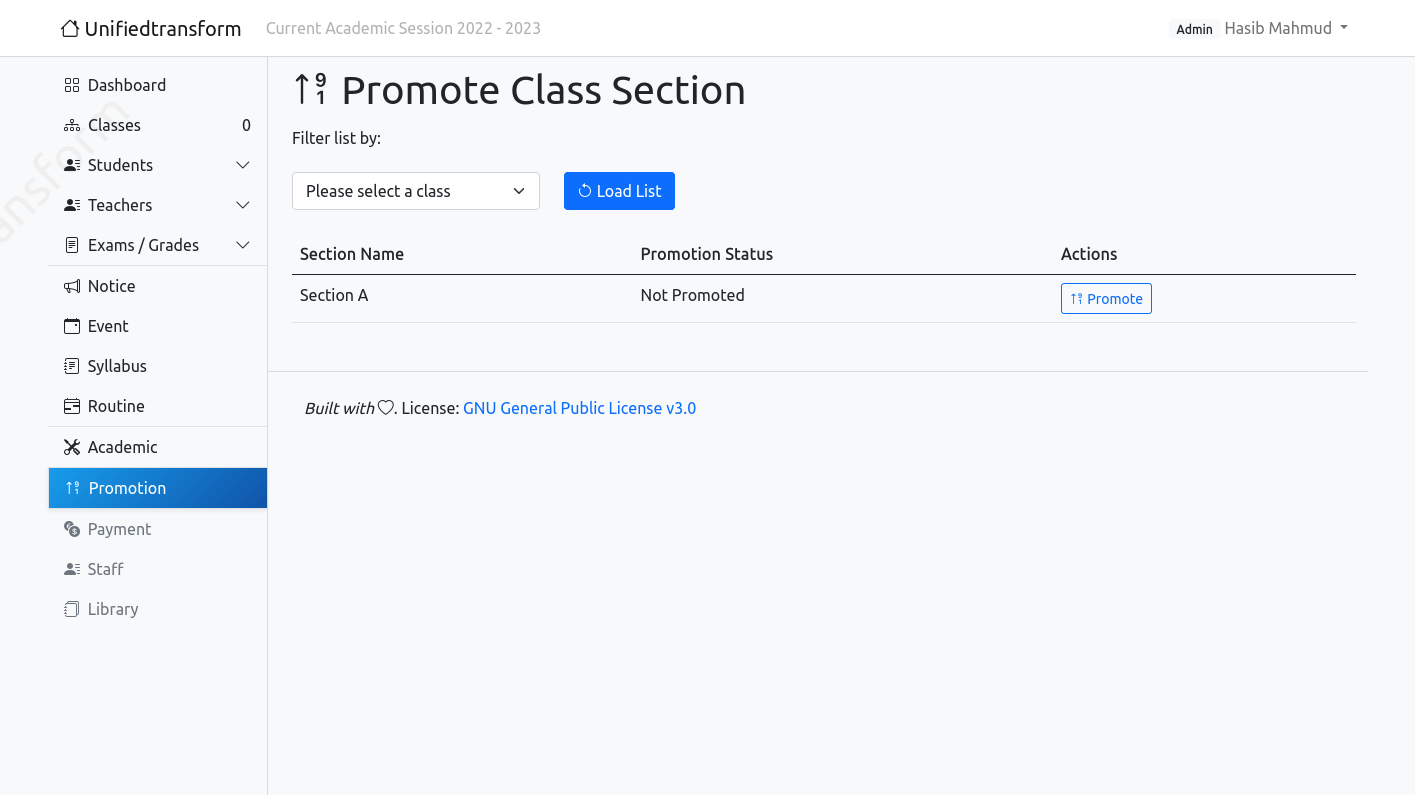 Unifiedtransform Current Academic Session 2022 - 2023 Admin Hasib Mahmud
Dashboard
Classes 0
Students
Teachers
Exams / Grades
Notice
Event
Syllabus
Routine
Academic
Promotion
Payment
Staff
Library
Promote Class Section
Filter list by:
Please select a class Load List
Section Name Promotion Status Actions
Section A Not Promoted Promote
Built with. License: GNU General Public License v3.0